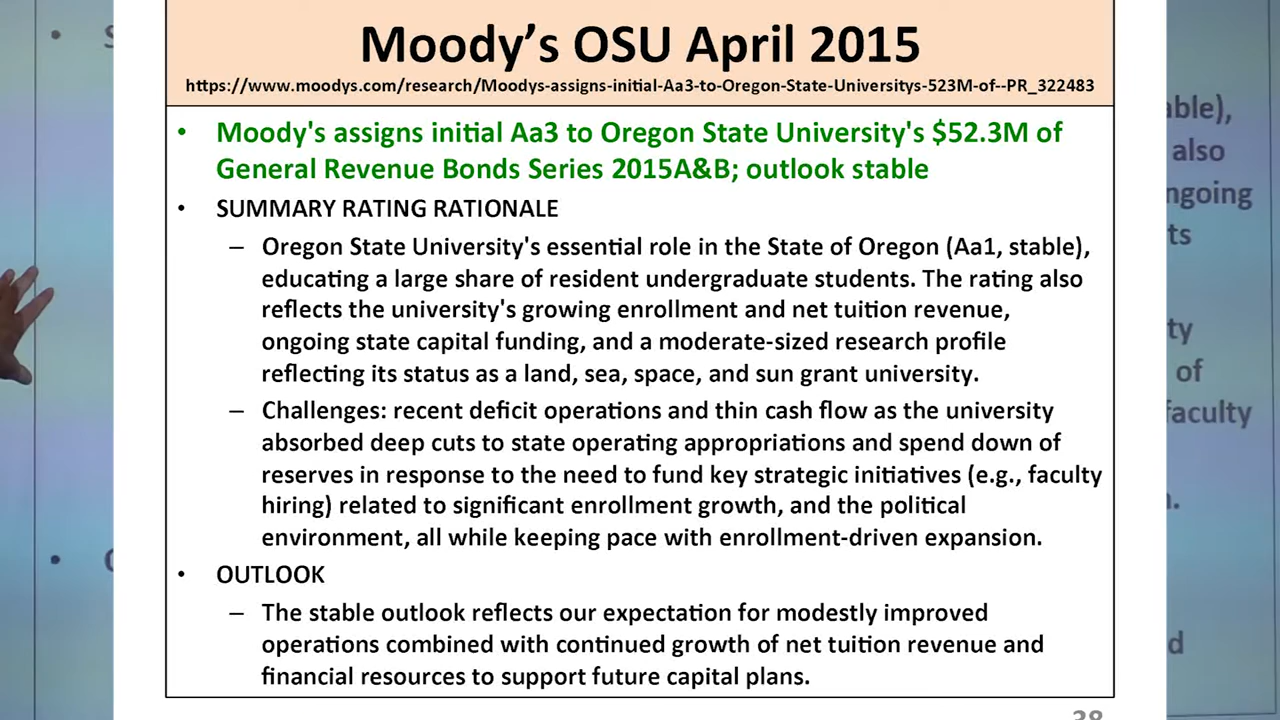 Moody's OSU April 2015
https://www.moodys.com/research/Moodys-assigns-initial-Aa3-to-Oregon-State-Universitys-523M-of--PR_322483
• Moody's assigns initial Aa3 to Oregon State University's $52.3M of
General Revenue Bonds Series 2015A&B; outlook stable
• SUMMARY RATING RATIONALE
– Oregon State University's essential role in the State of Oregon (Aa1, stable),
educating a large share of resident undergraduate students. The rating also
reflects the university's growing enrollment and net tuition revenue,
ongoing state capital funding, and a moderate-sized research profile
reflecting its status as a land, sea, space, and sun grant university.
– Challenges: recent deficit operations and thin cash flow as the university
absorbed deep cuts to state operating appropriations and spend down of
reserves in response to the need to fund key strategic initiatives (e.g., faculty
hiring) related to significant enrollment growth, and the political
environment, all while keeping pace with enrollment-driven expansion.
• OUTLOOK
– The stable outlook reflects our expectation for modestly improved
operations combined with continued growth of net tuition revenue and
financial resources to support future capital plans.
38
also
of
faculty